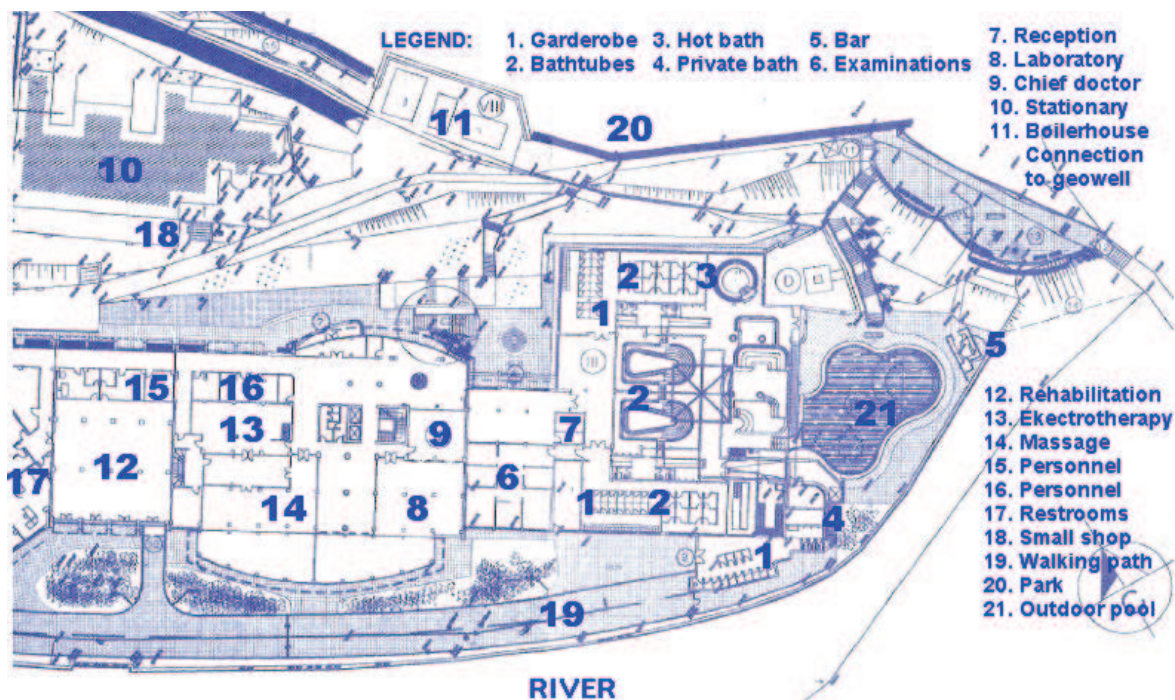 LEGEND:
1. Garderobe
2. Bathtubes
3. Hot bath
4. Private bath
5. Bar
6. Examinations
7. Reception
8. Laboratory
9. Chief doctor
10. Stationary
11. Boilerhouse
Connection
to geowell
20
11
VIII
10
18
2
3
1
5
15
16
2
21
13
9
7
12
17
6
14
8
1
2
4
1
19
12. Rehabilitation
13. Ekectrotherapy
14. Massage
15. Personnel
16. Personnel
17. Restrooms
18. Small shop
19. Walking path
20. Park
21. Outdoor pool
RIVER